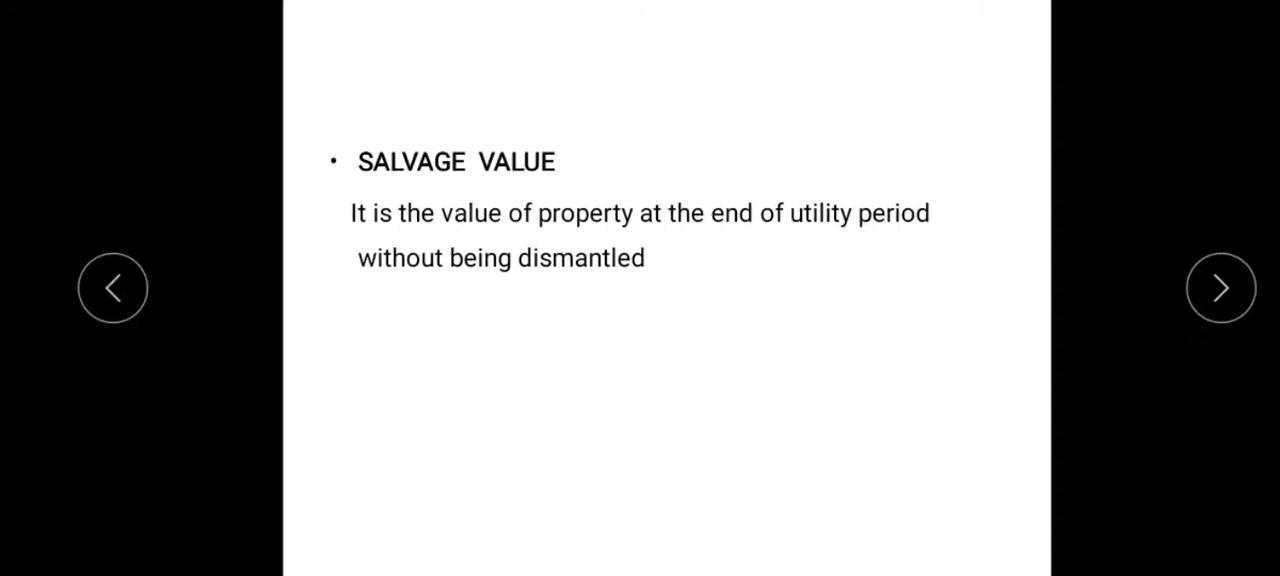 • SALVAGE VALUE
It is the value of property at the end of utility period
without being dismantled